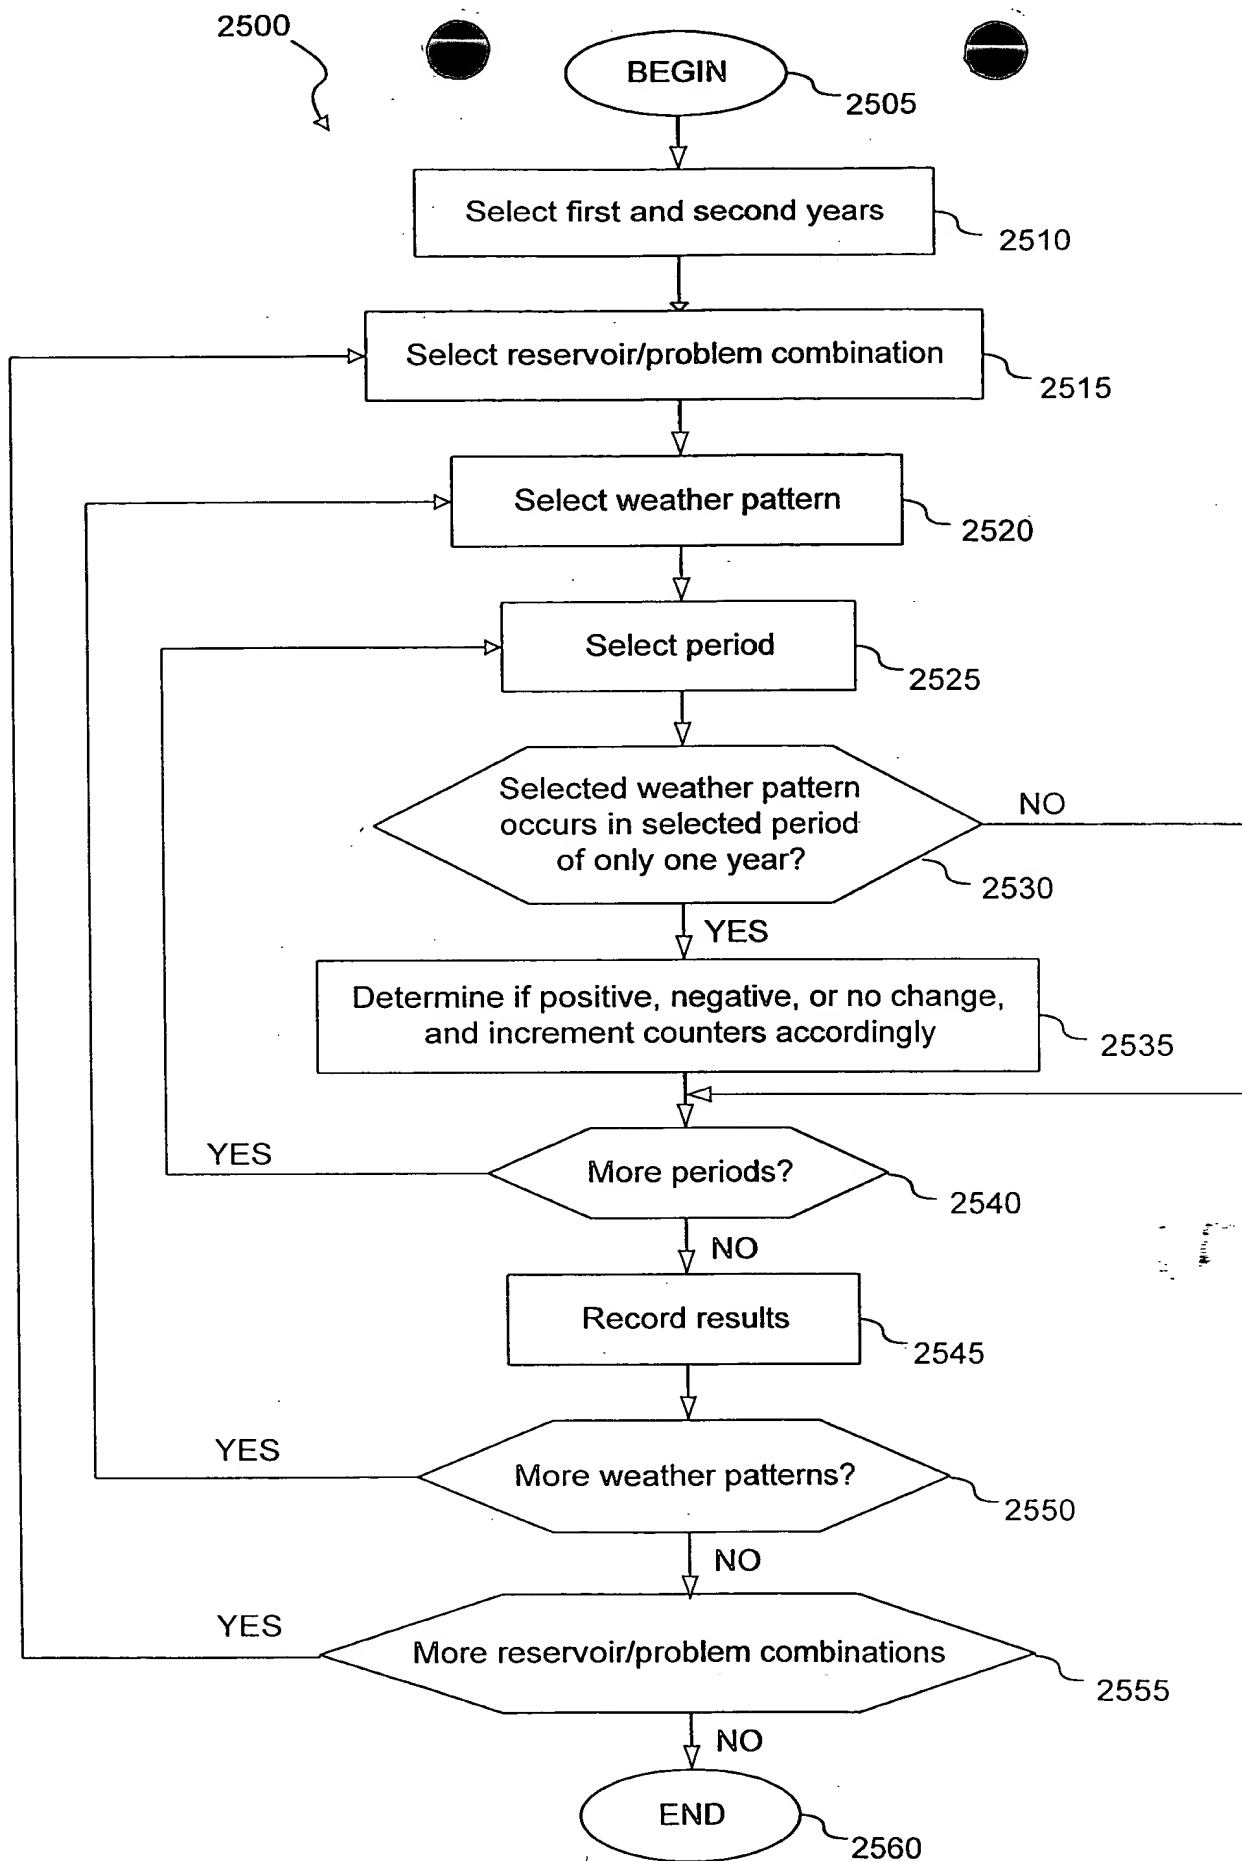 2500
BEGIN
2505
Select first and second years
2510
Select reservoir/problem combination
2515
Select weather pattern
2520
Select period
2525
Selected weather pattern
occurs in selected period
of only one year?
NO
2530
YES
Determine if positive, negative, or no change,
and increment counters accordingly
2535
YES
More periods?
2540
NO
Record results
2545
YES
More weather patterns?
2550
NO
YES
More reservoir/problem combinations
2555
NO
END
2560